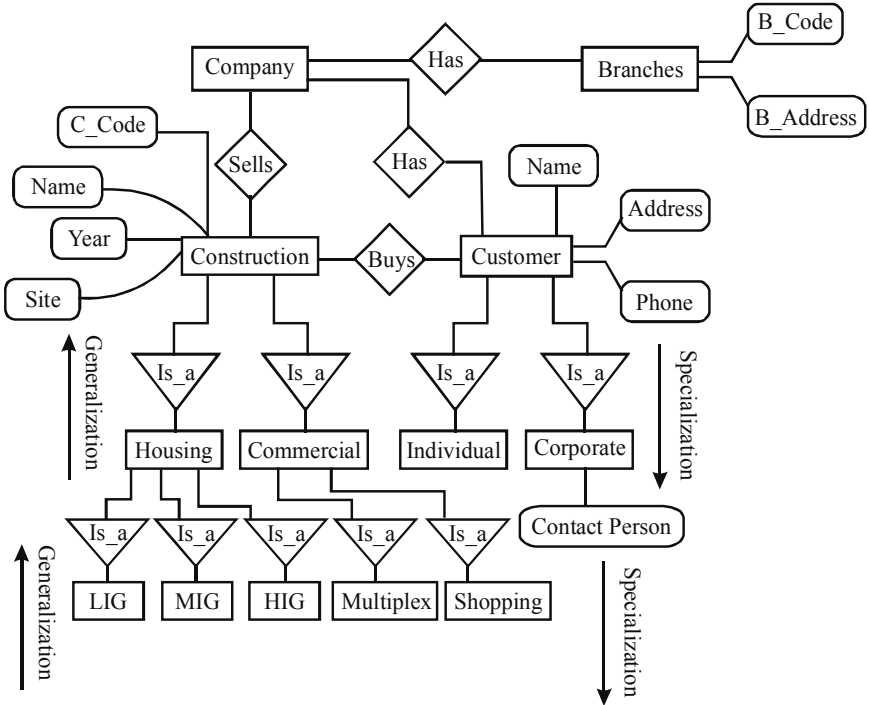 B_Code
Company
Has
Branches
C_Code
B_Address
Sells
Has
Name
Name
Address
Year
Construction
Buys
Customer
Site
Phone
Generalization
Is_a
Is_a
Is_a
Is_a
Specialization
Housing
Commercial
Individual
Corporate
Is_a
Is_a
Is_a
Is_a
Is_a
Contact Person
Generalization
LIG
MIG
HIG
Multiplex
Shopping
Specialization